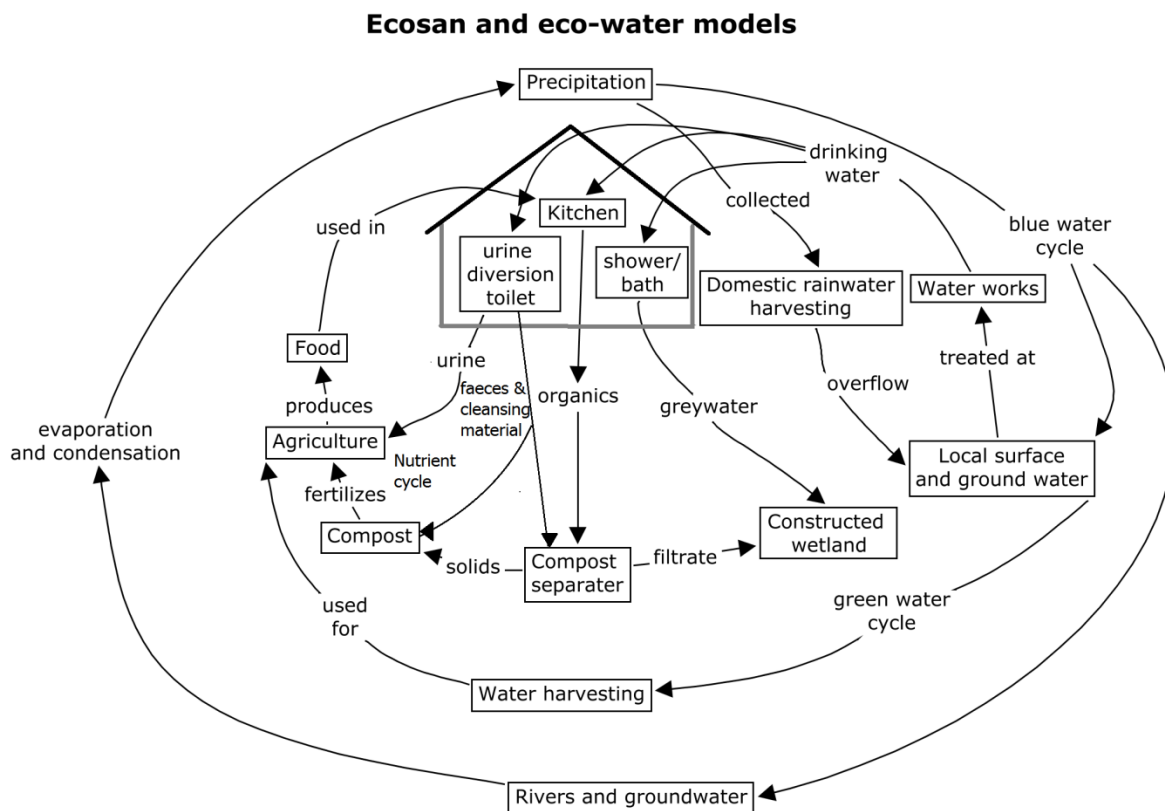 Ecosan and eco-water models
Precipitation
drinking
water
collected
Kitchen
used in
blue water
cycle
urine
diversion
toilet
shower/
bath
Domestic rainwater
harvesting
Water works
Food
urine
treated at
faeces &
cleansing
material
organics
greywater
overflow
produces
evaporation
and condensation
Agriculture
Nutrient
cycle
Local surface
and ground water
fertilizes
Compost
Constructed
wetland
solids
Compost
separater
filtrate
used
for
green water
cycle
Water harvesting
Rivers and groundwater